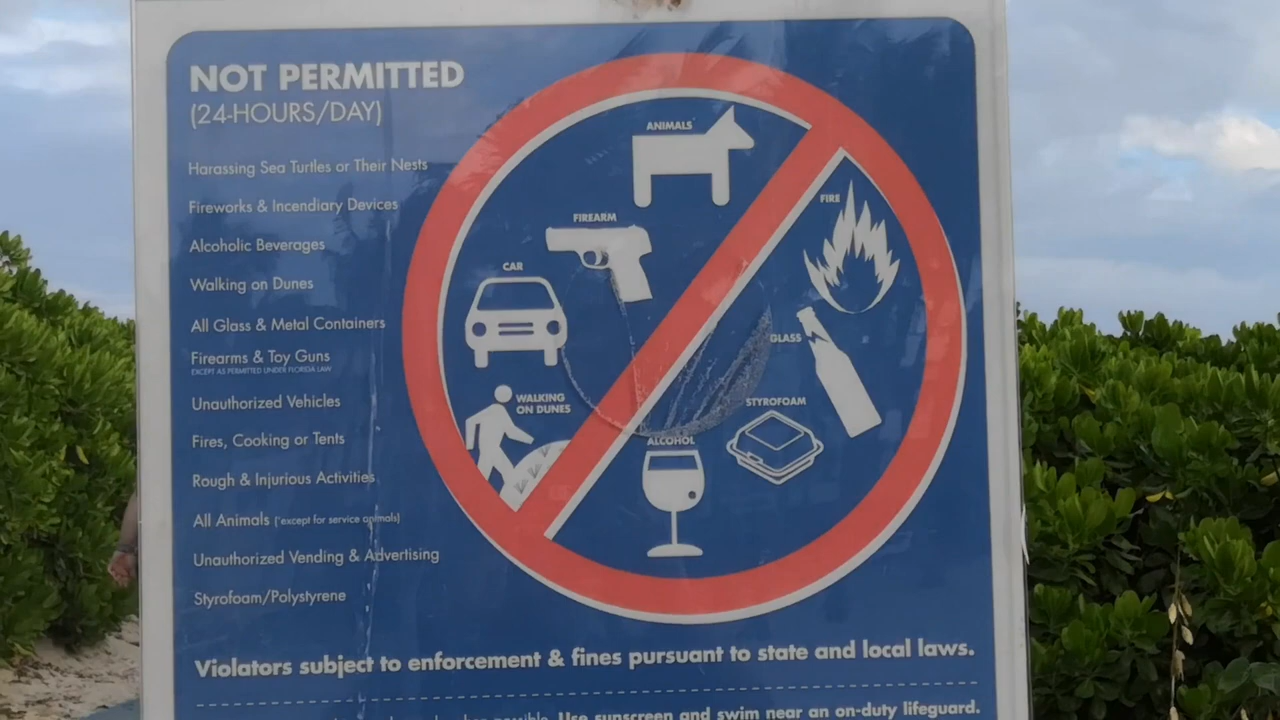 NOT PERMITTED
(24-HOURS/DAY)
Harassing Sea Turtles or Their Nests
Fireworks & Incendiary Devices
Alcoholic Beverages
Walking on Dunes
All Glass & Metal Containers
Firearms & Toy Guns
EXCEPT AS PERMITTED UNDER FLORIDA LAW
Unauthorized Vehicles
Fires, Cooking or Tents
Rough & Injurious Activities
All Animals (*except for service animals)
Unauthorized Vending & Advertising
Styrofoam/Polystyrene
ANIMALS
FIRE
FIREARM
CAR
GLASS
WALKING
ON DUNES
STYROFOAM
ALCOHOL
Violators subject to enforcement & fines pursuant to state and local laws.
possible. Use sunscreen and swim near an on-duty lifeguard.